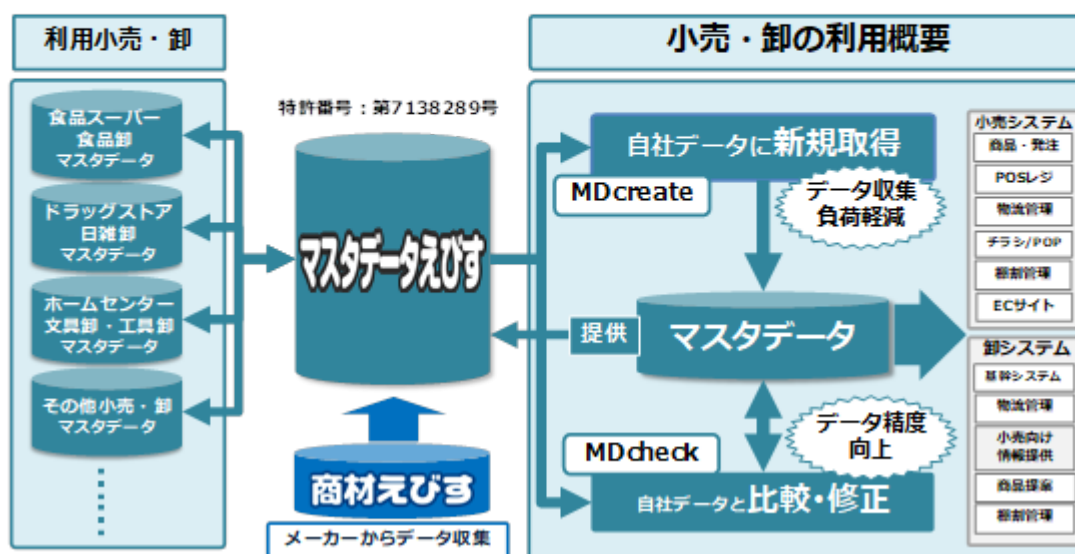 利用小売・卸
食品スーパー
食品卸
マスタデータ
ドラッグストア
日雑卸
マスタデータ
ホームセンター
文具卸・工具卸
マスタデータ
その他小売・卸
マスタデータ
特許番号：第7138289号
マスタデータえびす
商材えびす
メーカーからデータ収集
小売・卸の利用概要
自社データに新規取得
MDcreate
データ収集
負荷軽減
提供
マスタデータ
データ精度
向上
MDcheck
自社データと比較・修正
小売システム
商品・発注
POSレジ
物流管理
チラシ/POP
棚割管理
ECサイト
卸システム
基幹システム
物流管理
小売向け
情報提供
商品提案
棚割管理